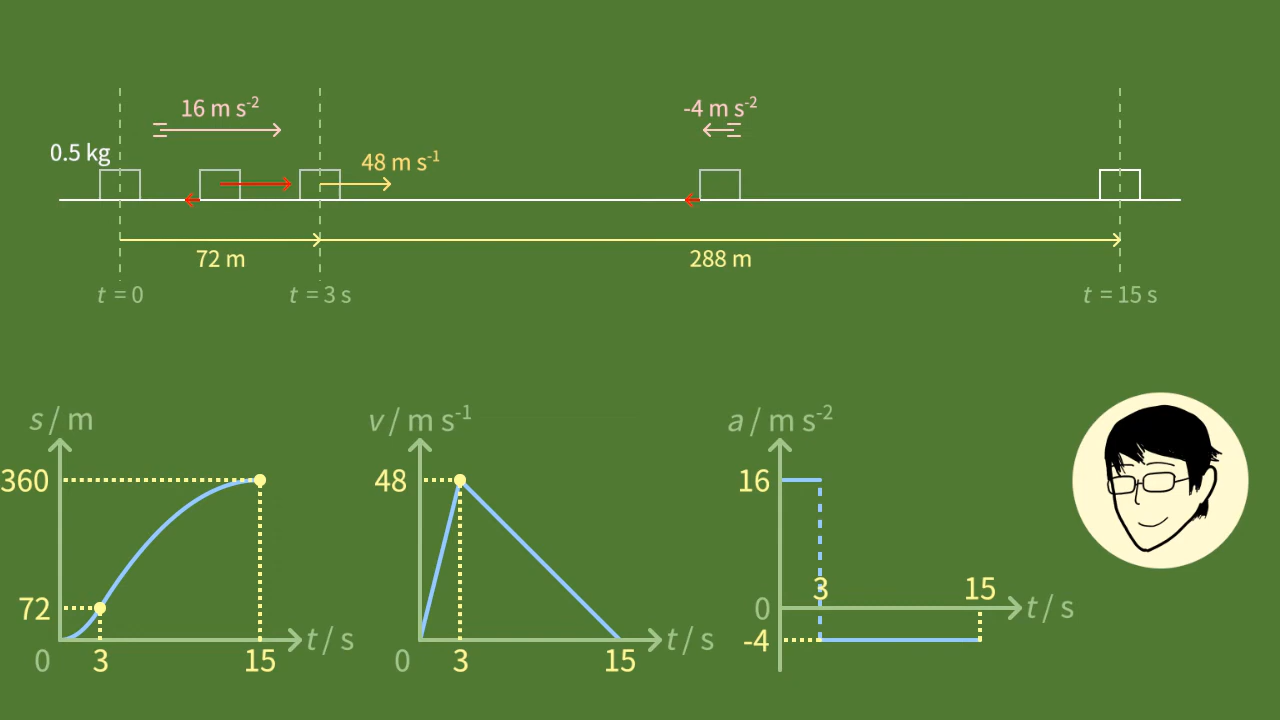 16 m s⁻²
-4 m s⁻²
0.5 kg
48 m s⁻¹
72 m
288 m
t = 0
t = 3 s
t = 15 s
s / m
360
72
0
3
15
t / s
v / m s⁻¹
48
0
3
15
t / s
a / m s⁻²
16
3
15
0
t / s
-4